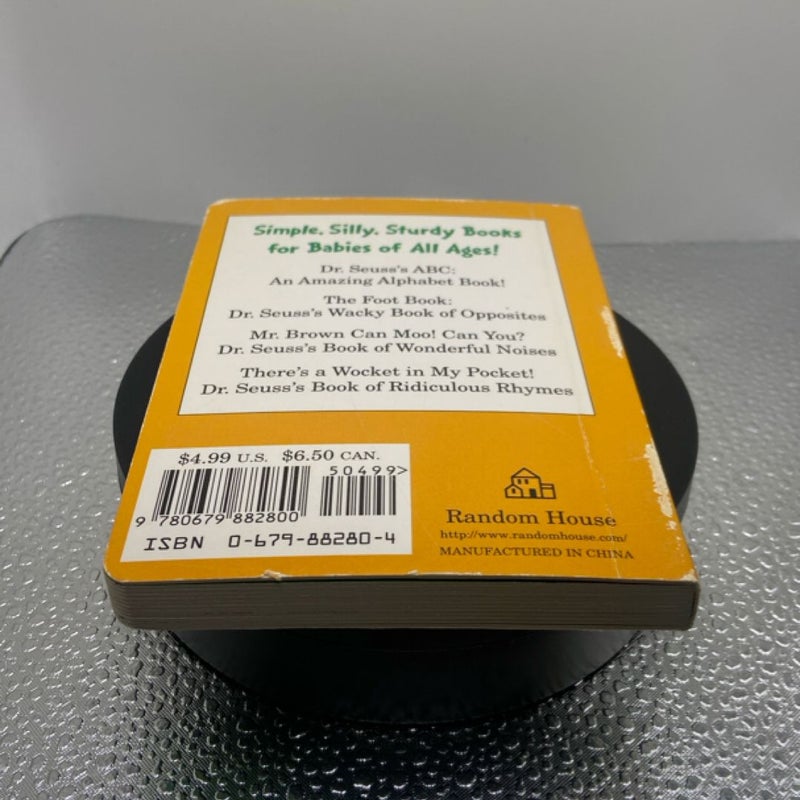 Simple, Silly, Sturdy Books
for Babies of All Ages!
Dr. Seuss's ABC:
An Amazing Alphabet Book!
The Foot Book:
Dr. Seuss's Wacky Book of Opposites
Mr. Brown Can Moo! Can You?
Dr. Seuss's Book of Wonderful Noises
There's a Wocket in My Pocket!
Dr. Seuss's Book of Ridiculous Rhymes
$4.99 U.S. $6.50 CAN.
50499>
9 780679 882800
ISBN 0-679-88280-4
Random House
http://www.randomhouse.com/
MANUFACTURED IN CHINA